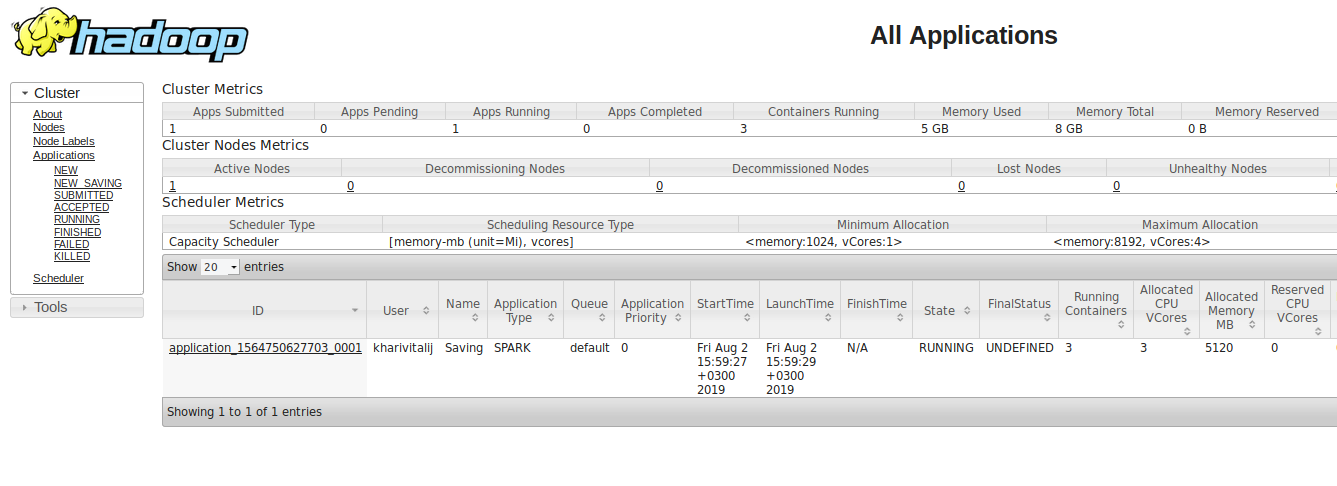 hadoop
All Applications
Cluster
About
Nodes
Node Labels
Applications
NEW
NEW_SAVING
SUBMITTED
ACCEPTED
RUNNING
FINISHED
FAILED
KILLED
Scheduler
Tools
Cluster Metrics
Apps Submitted Apps Pending Apps Running Apps Completed Containers Running Memory Used Memory Total Memory Reserved
1 0 1 0 3 5 GB 8 GB 0 B
Cluster Nodes Metrics
Active Nodes Decommissioning Nodes Decommissioned Nodes Lost Nodes Unhealthy Nodes
1 0 0 0 0
Scheduler Metrics
Scheduler Type Scheduling Resource Type Minimum Allocation Maximum Allocation
Capacity Scheduler [memory-mb (unit=Mi), vcores] <memory:1024, vCores:1> <memory:8192, vCores:4>
Show 20 entries
ID User Name Application Type Queue Application Priority StartTime LaunchTime FinishTime State FinalStatus Running Containers Allocated CPU VCores Allocated Memory MB Reserved CPU VCores
application_1564750627703_0001 kharivitalij Saving SPARK default 0 Fri Aug 2 Fri Aug 2 N/A RUNNING UNDEFINED 3 3 5120 0
15:59:27 15:59:29
+0300 +0300
2019 2019
Showing 1 to 1 of 1 entries